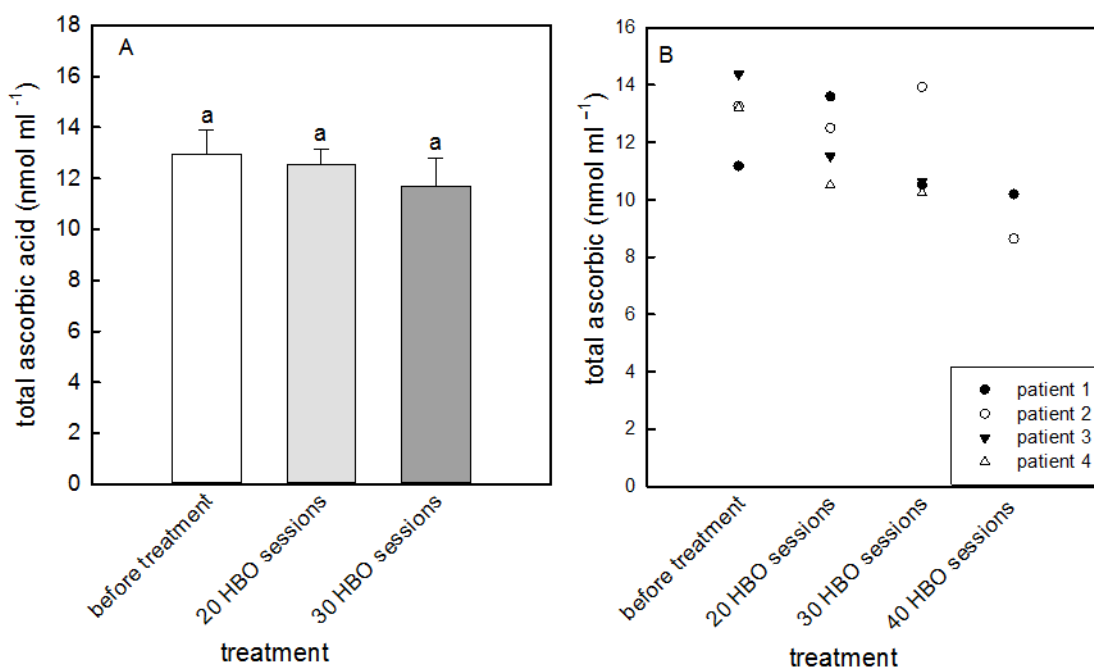 A
total ascorbic acid (nmol ml⁻¹)
18
16
14
12
10
8
6
4
2
0
a
a
a
before treatment
20 HBO sessions
30 HBO sessions
treatment
B
total ascorbic (nmol ml⁻¹)
16
14
12
10
8
6
4
2
0
patient 1
patient 2
patient 3
patient 4
before treatment
20 HBO sessions
30 HBO sessions
40 HBO sessions
treatment